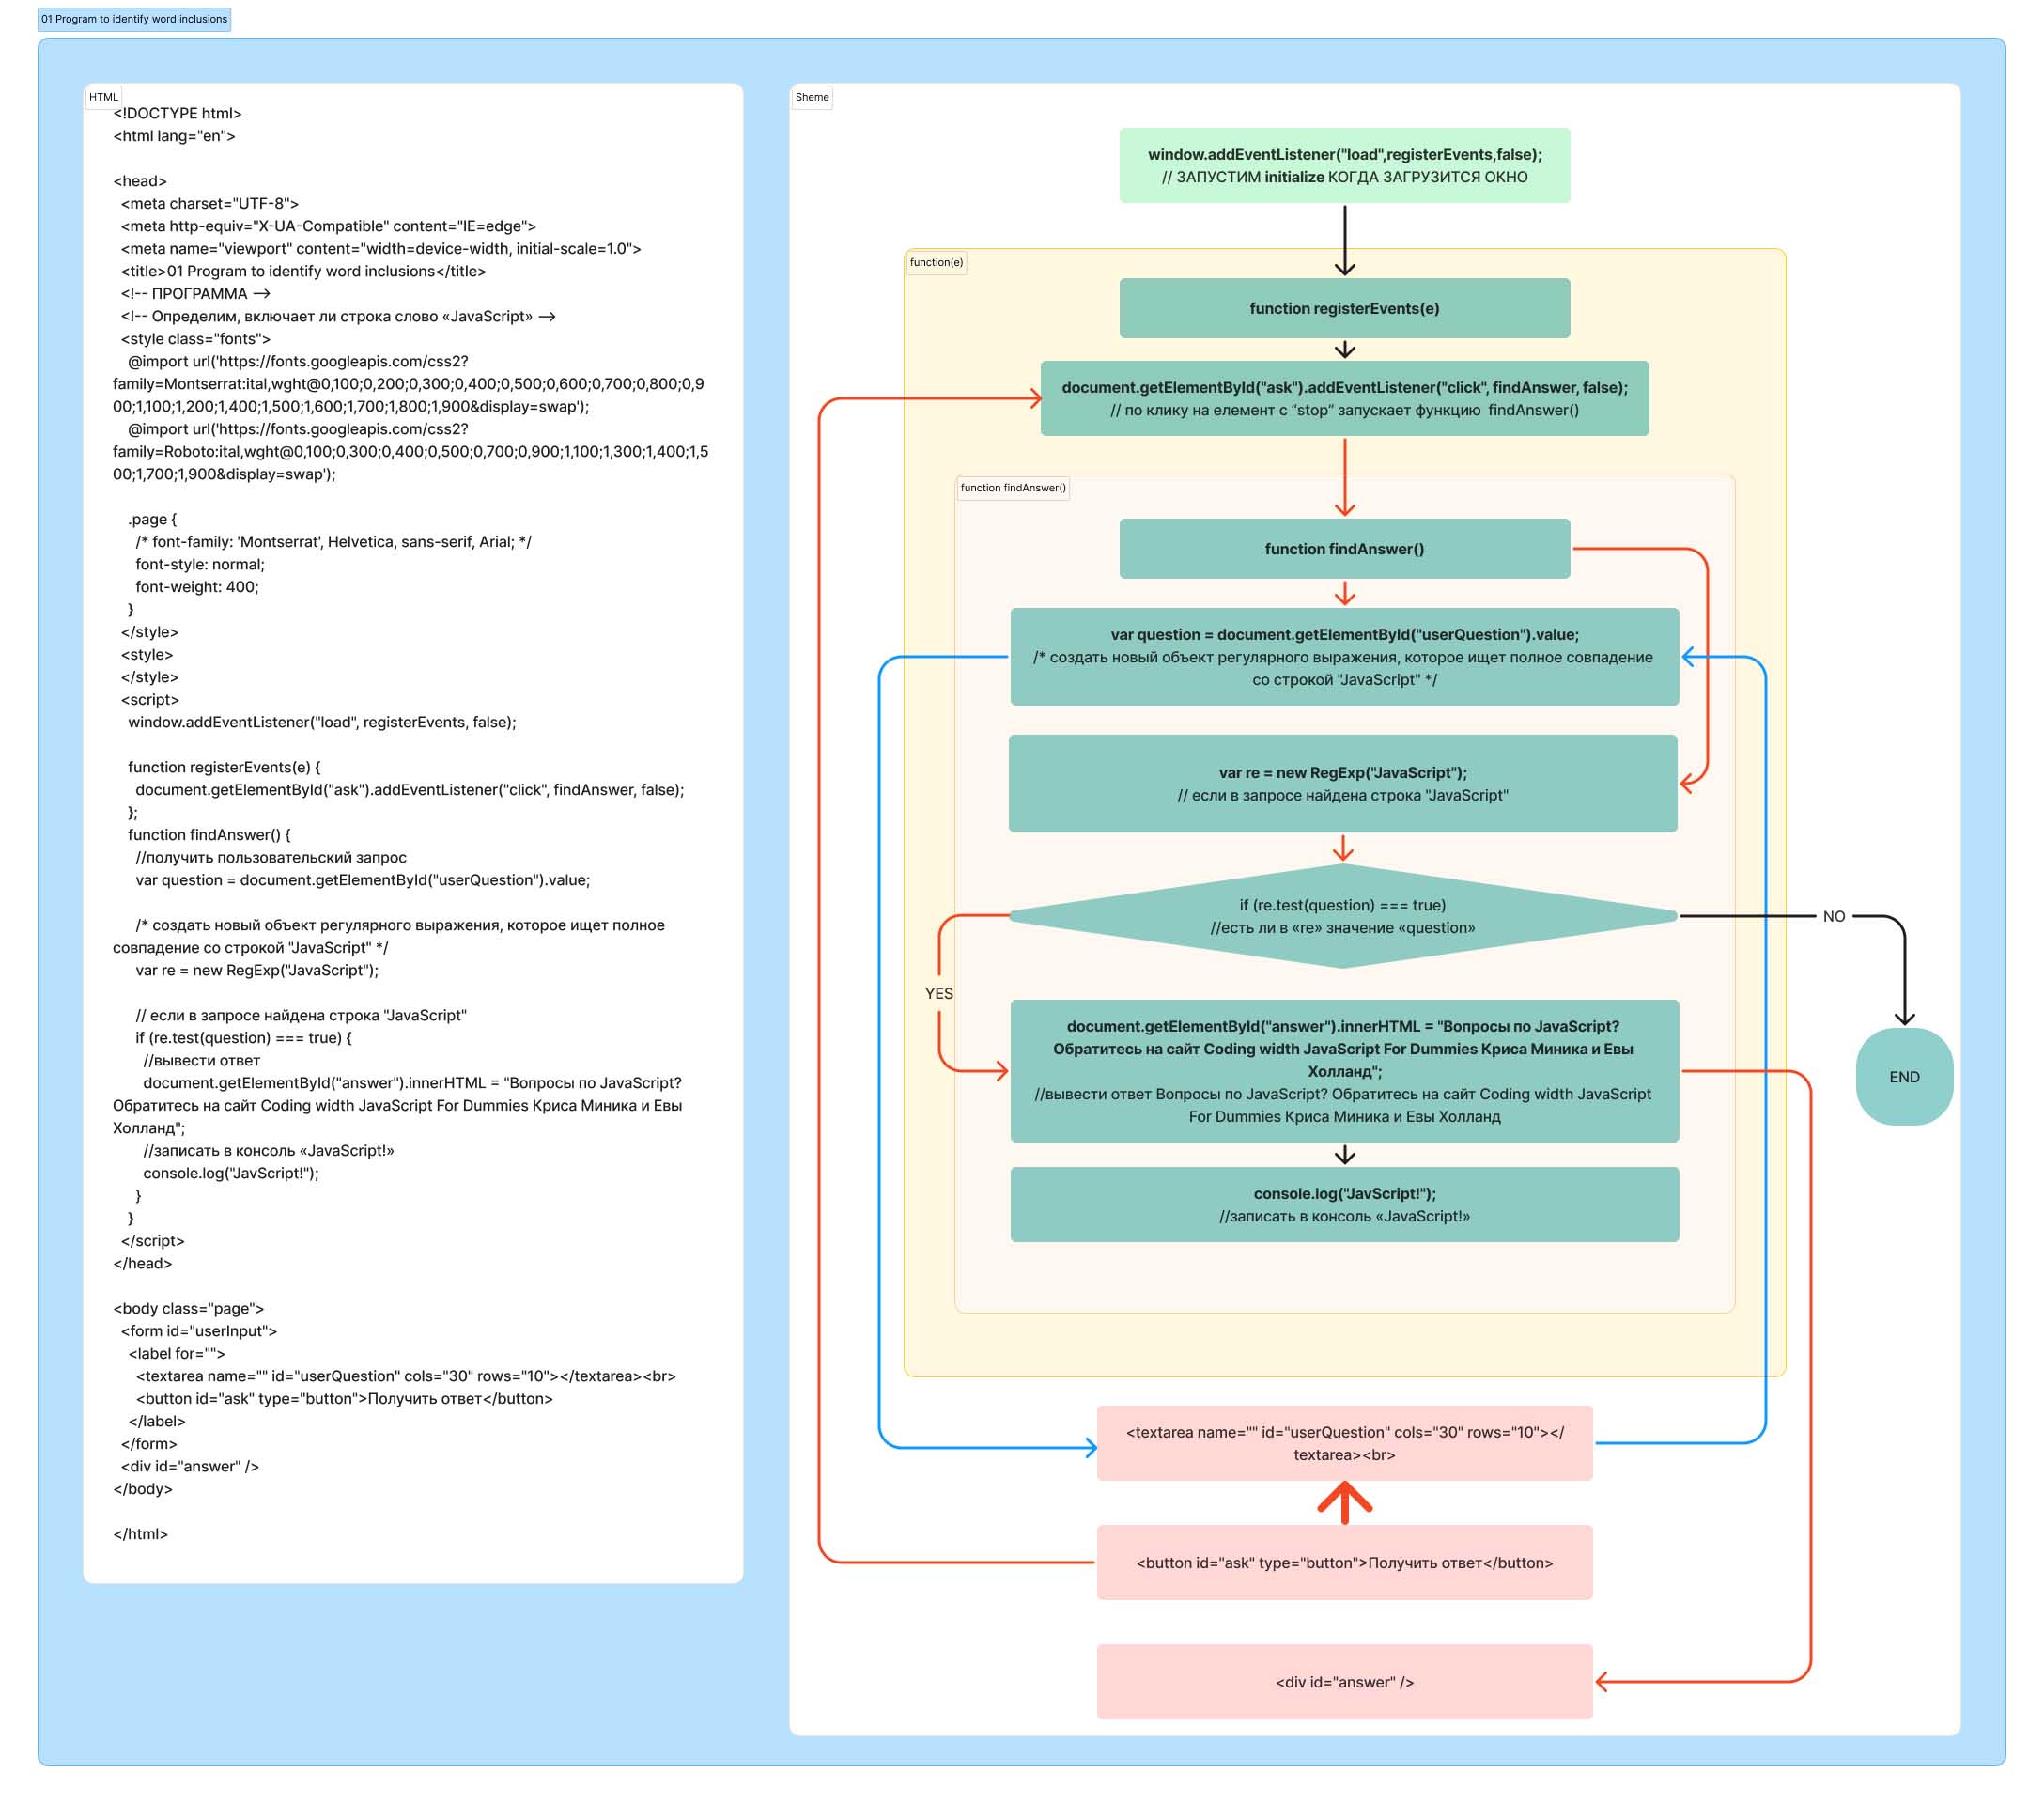 01 Program to identify word inclusions
HTML
<!DOCTYPE html>
<html lang="en">
<head>
<meta charset="UTF-8">
<meta http-equiv="X-UA-Compatible" content="IE=edge">
<meta name="viewport" content="width=device-width, initial-scale=1.0">
<title>01 Program to identify word inclusions</title>
<!-- ПРОГРАММА -->
<!-- Определим, включает ли строка слово «JavaScript» -->
<style class="fonts">
@import url('https://fonts.googleapis.com/css2?
family=Montserrat:ital,wght@0,100;0,200;0,300;0,400;0,500;0,600;0,700;0,800;0,9
00;1,100;1,200;1,400;1,500;1,600;1,700;1,800;1,900&display=swap');
@import url('https://fonts.googleapis.com/css2?
family=Roboto:ital,wght@0,100;0,300;0,400;0,500;0,700;0,900;1,100;1,300;1,400;1,5
00;1,700;1,900&display=swap');
.page {
/* font-family: 'Montserrat', Helvetica, sans-serif, Arial; */
font-style: normal;
font-weight: 400;
}
</style>
<style>
</style>
<script>
window.addEventListener("load", registerEvents, false);
function registerEvents(e) {
document.getElementById("ask").addEventListener("click", findAnswer, false);
};
function findAnswer() {
//получить пользовательский запрос
var question = document.getElementById("userQuestion").value;
/* создать новый объект регулярного выражения, которое ищет полное
совпадение со строкой "JavaScript" */
var re = new RegExp("JavaScript");
// если в запросе найдена строка "JavaScript"
if (re.test(question) === true) {
//вывести ответ
document.getElementById("answer").innerHTML = "Вопросы по JavaScript?
Обратитесь на сайт Coding width JavaScript For Dummies Криса Миника и Евы
Холланд";
//записать в консоль «JavaScript!»
console.log("JavScript!");
}
}
</script>
</head>
<body class="page">
<form id="userInput">
<label for="">
<textarea name="" id="userQuestion" cols="30" rows="10"></textarea><br>
<button id="ask" type="button">Получить ответ</button>
</label>
</form>
<div id="answer" />
</body>
</html>
Sheme
window.addEventListener("load",registerEvents,false);
// ЗАПУСТИМ initialize КОГДА ЗАГРУЗИТСЯ ОКНО
function(e)
function registerEvents(e)
document.getElementById("ask").addEventListener("click", findAnswer, false);
// по клику на елемент с “stop” запускает функцию findAnswer()
function findAnswer()
function findAnswer()
var question = document.getElementById("userQuestion").value;
/* создать новый объект регулярного выражения, которое ищет полное совпадение
со строкой "JavaScript" */
var re = new RegExp("JavaScript");
// если в запросе найдена строка "JavaScript"
if (re.test(question) === true)
//есть ли в «re» значение «question»
NO
YES
document.getElementById("answer").innerHTML = "Вопросы по JavaScript?
Обратитесь на сайт Coding width JavaScript For Dummies Криса Миника и Евы
Холланд";
//вывести ответ Вопросы по JavaScript? Обратитесь на сайт Coding width JavaScript
For Dummies Криса Миника и Евы Холланд
END
console.log("JavScript!");
//записать в консоль «JavaScript!»
<textarea name="" id="userQuestion" cols="30" rows="10"></
textarea><br>
<button id="ask" type="button">Получить ответ</button>
<div id="answer" />